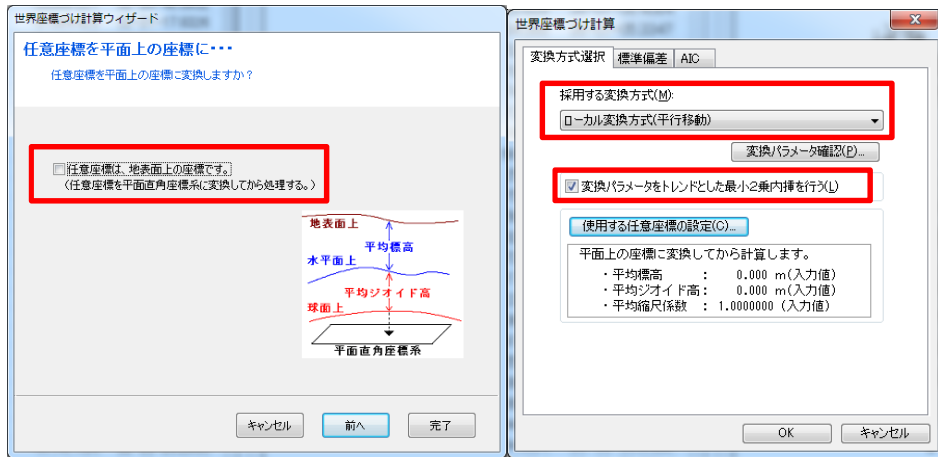 世界座標づけ計算ウィザード
任意座標を平面上の座標に・・・
任意座標を平面上の座標に変換しますか？
任意座標は、地表面上の座標です。
（任意座標を平面直角座標系に変換してから処理する。）
地表面上
平均標高
水平面上
平均ジオイド高
球面上
平面直角座標系
キャンセル
前へ
完了
世界座標づけ計算
変換方式選択 標準偏差 AIC
採用する変換方式(M):
ローカル変換方式(平行移動)
変換パラメータ確認(P)...
変換パラメータをトレンドとした最小2乗内挿を行う(L)
使用する任意座標の設定(C)...
平面上の座標に変換してから計算します。
・平均標高 : 0.000 m(入力値)
・平均ジオイド高 : 0.000 m(入力値)
・平均縮尺係数 : 1.0000000 (入力値)
OK
キャンセル